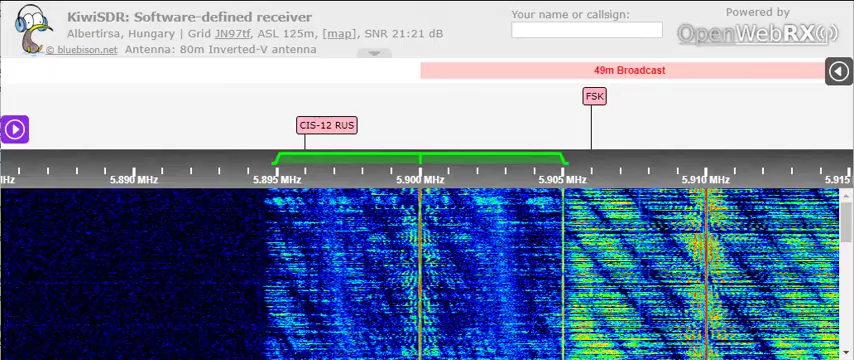 KiwiSDR: Software-defined receiver
Albertirsa, Hungary | Grid JN97tf, ASL 125m, [map], SNR 21:21 dB
© bluebison.net Antenna: 80m Inverted-V antenna
Your name or callsign:
Powered by
OpenWebRX
49m Broadcast
FSK
CIS-12 RUS
Hz 5.890 MHz 5.895 MHz 5.900 MHz 5.905 MHz 5.910 MHz 5.915